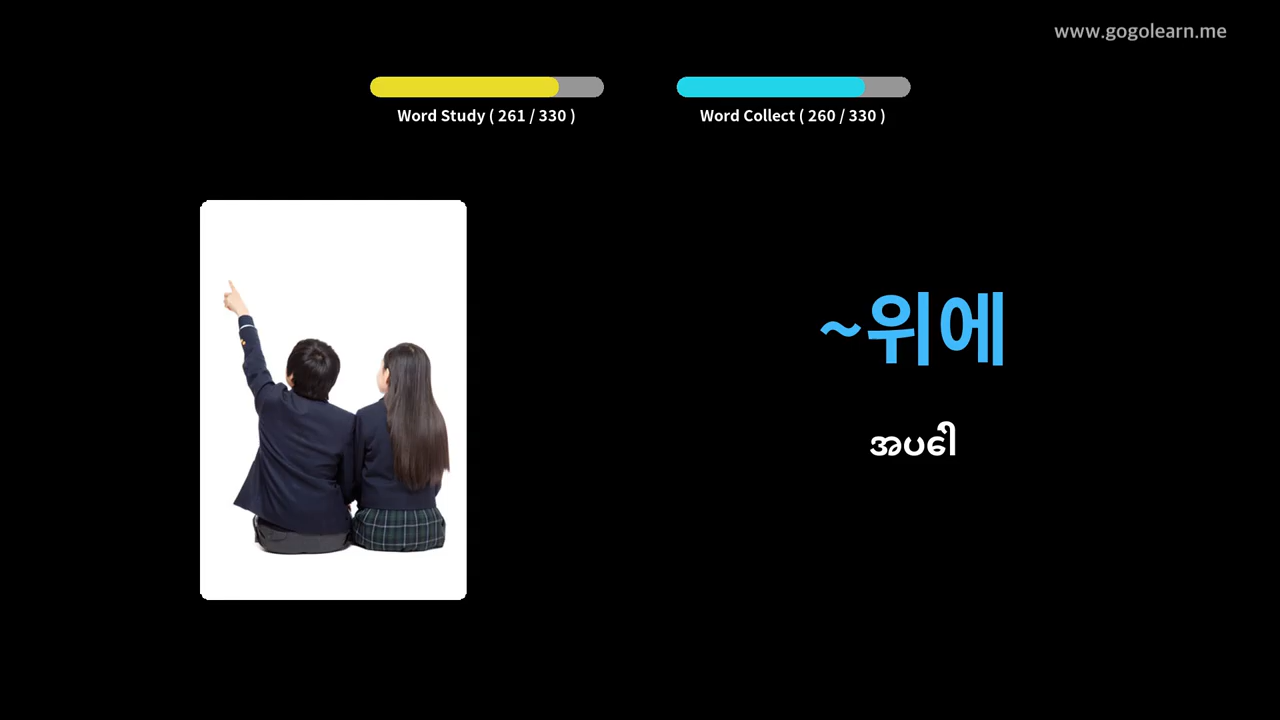 www.gogolearn.me
Word Study ( 261 / 330 )
Word Collect ( 260 / 330 )
~위에
အပေါ်